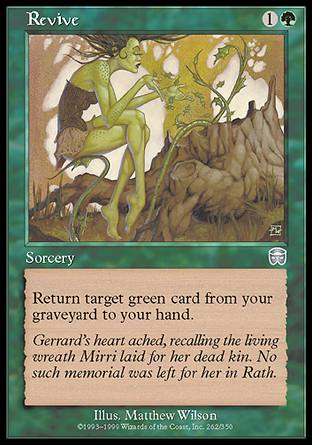 Revive 1
Sorcery
Return target green card from your
graveyard to your hand.
Gerrard's heart ached, recalling the living
wreath Mirri laid for her dead kin. No
such memorial was left for her in Rath.
Illus. Matthew Wilson
©1993–1999 Wizards of the Coast, Inc. 262/350